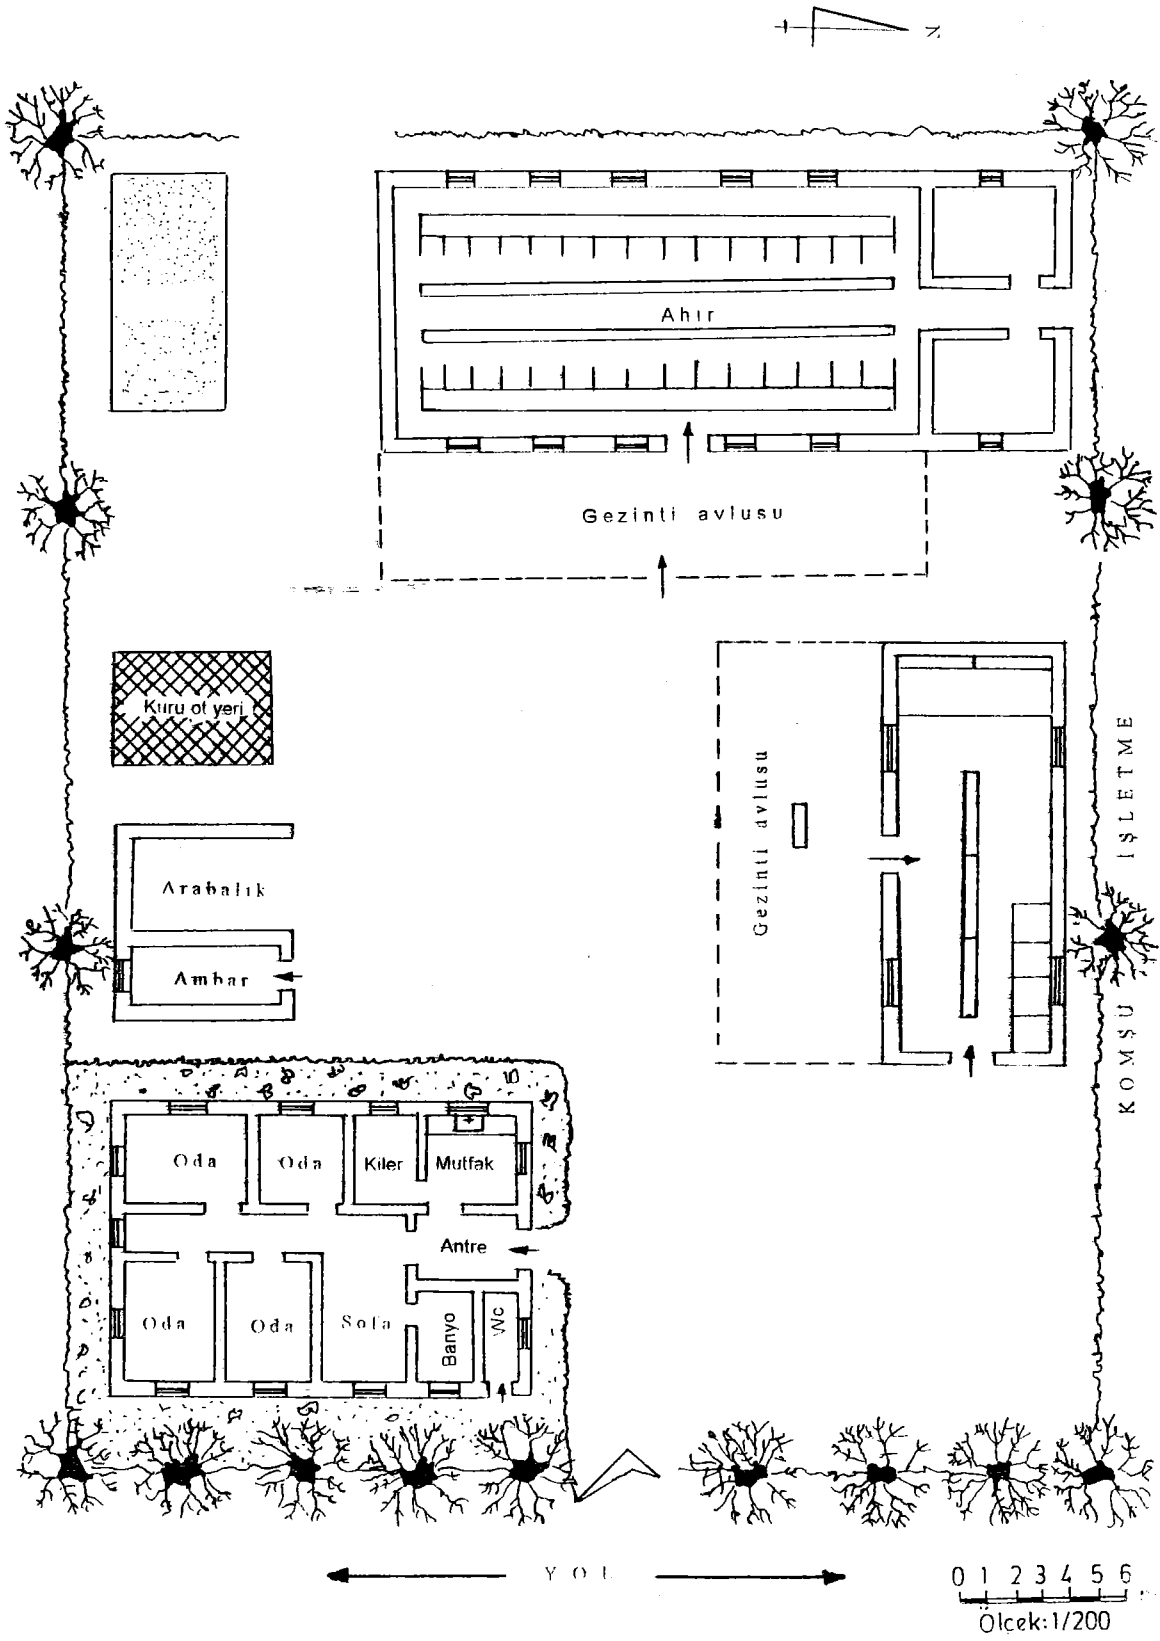 N
Ahır
Gezinti avlusu
Kuru ot yeri
Gezinti avlusu
KOMŞU İŞLETME
Arabalık
Ambar
Oda
Oda
Kiler
Mutfak
Antre
Oda
Oda
Sofa
Banyo
Wc
YOL
0 1 2 3 4 5 6
Ölçek:1/200